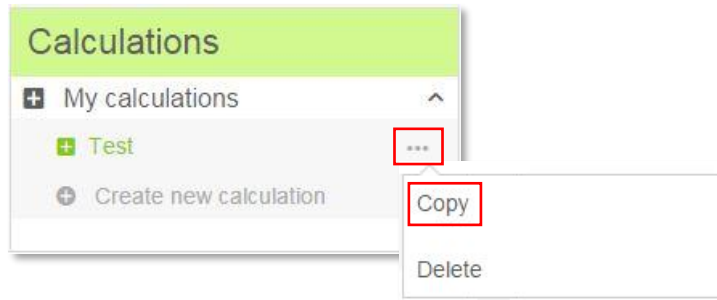 Calculations
My calculations
Test
Create new calculation
Copy
Delete